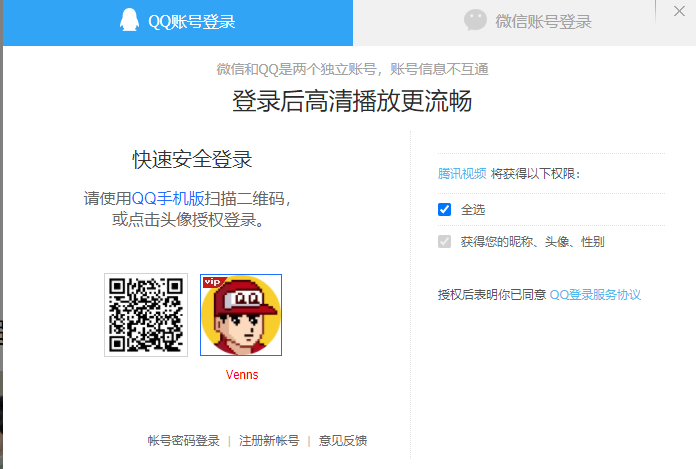 QQ账号登录
微信账号登录
微信和QQ是两个独立账号，账号信息不互通
登录后高清播放更流畅
快速安全登录
请使用QQ手机版扫描二维码，
或点击头像授权登录。
vip
QQ
Venns
帐号密码登录 | 注册新帐号 | 意见反馈
腾讯视频 将获得以下权限：
全选
获得您的昵称、头像、性别
授权后表明你已同意 QQ登录服务协议